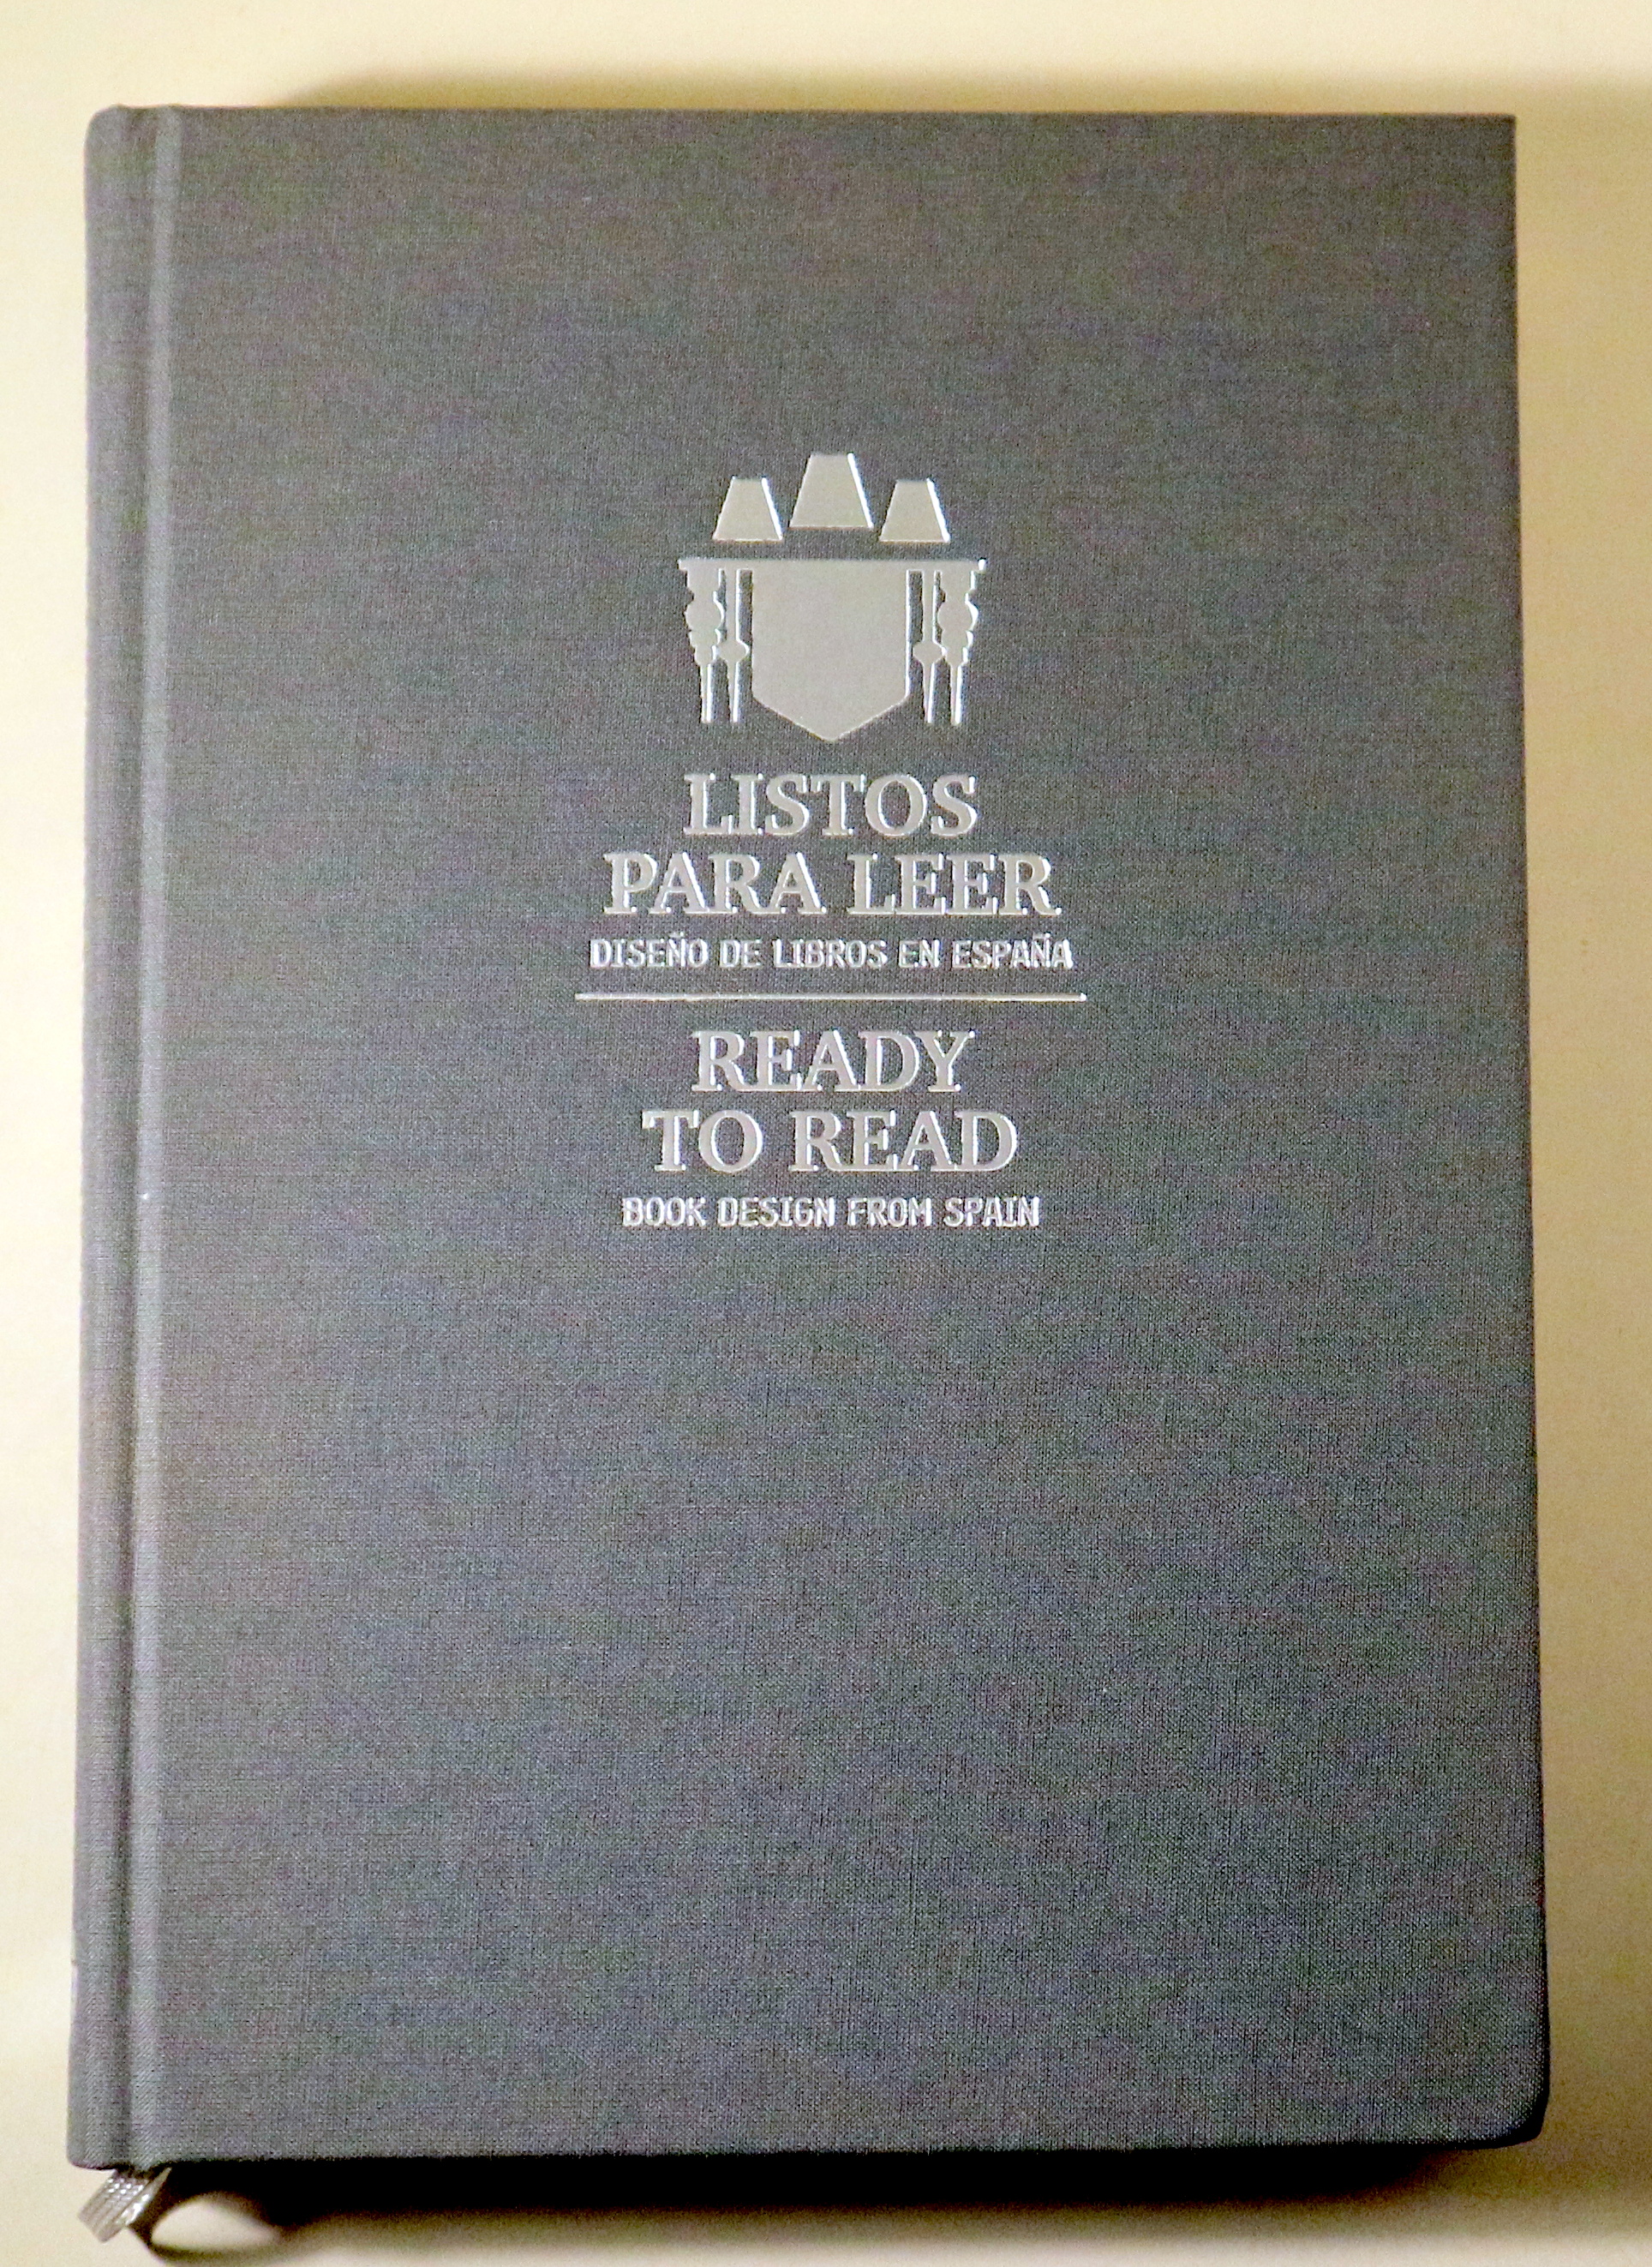 LISTOS
PARA LEER
DISEÑO DE LIBROS EN ESPAÑA
READY
TO READ
BOOK DESIGN FROM SPAIN